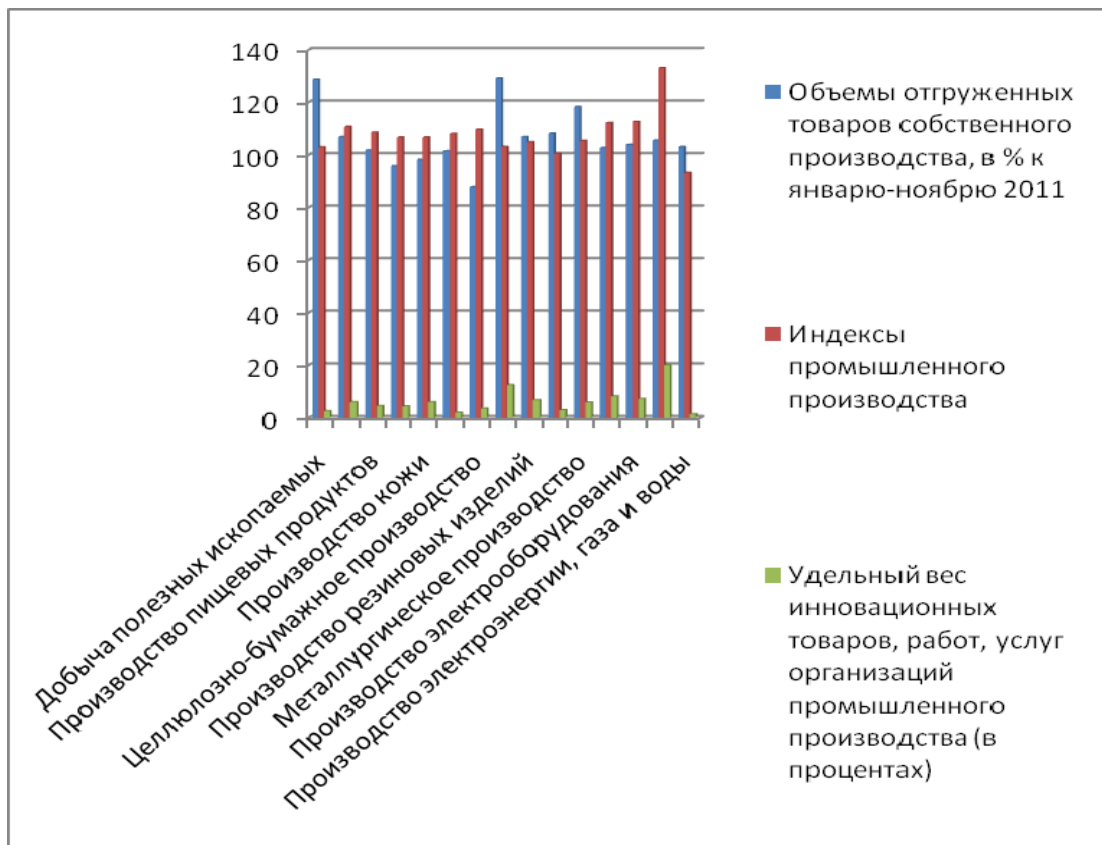 140
120
100
80
60
40
20
0
Добыча полезных ископаемых
Производство пищевых продуктов
Производство кожи
Целлюлозно-бумажное производство
Производство резиновых изделий
Металлургическое производство
Производство электрооборудования
Производство электроэнергии, газа и воды
Объемы отгруженных
товаров собственного
производства, в % к
январю-ноябрю 2011
Индексы
промышленного
производства
Удельный вес
инновационных
товаров, работ, услуг
организаций
промышленного
производства (в
процентах)